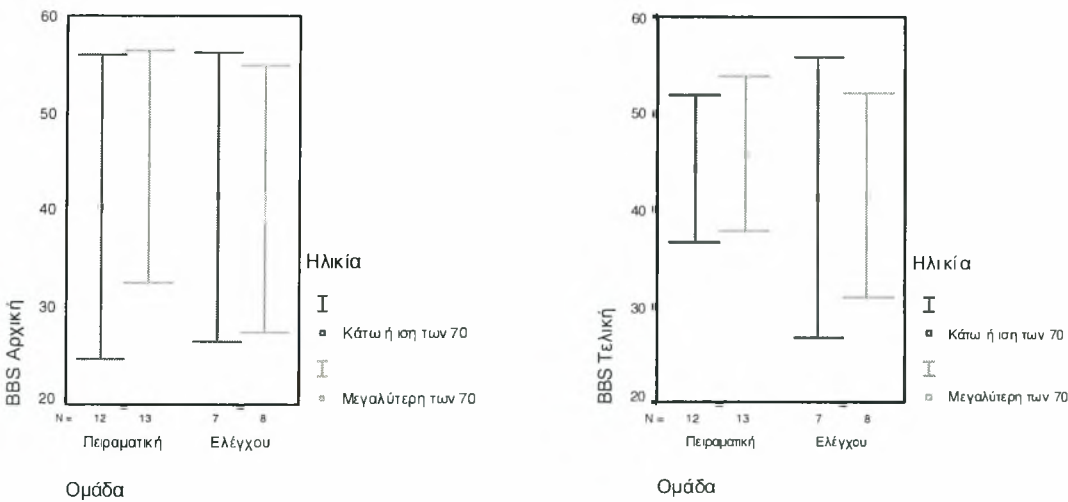 60
50
40
30
20
BBS Αρχική
N = 12 13 7 8
Πειραματική Ελέγχου
Ομάδα
Ηλικία
Κάτω ή ιση των 70
Μεγαλύτερη των 70
60
50
40
30
20
BBS Τελική
N = 12 13 7 8
Πειραματική Ελέγχου
Ομάδα
Ηλικία
Κάτω ή ιση των 70
Μεγαλύτερη των 70